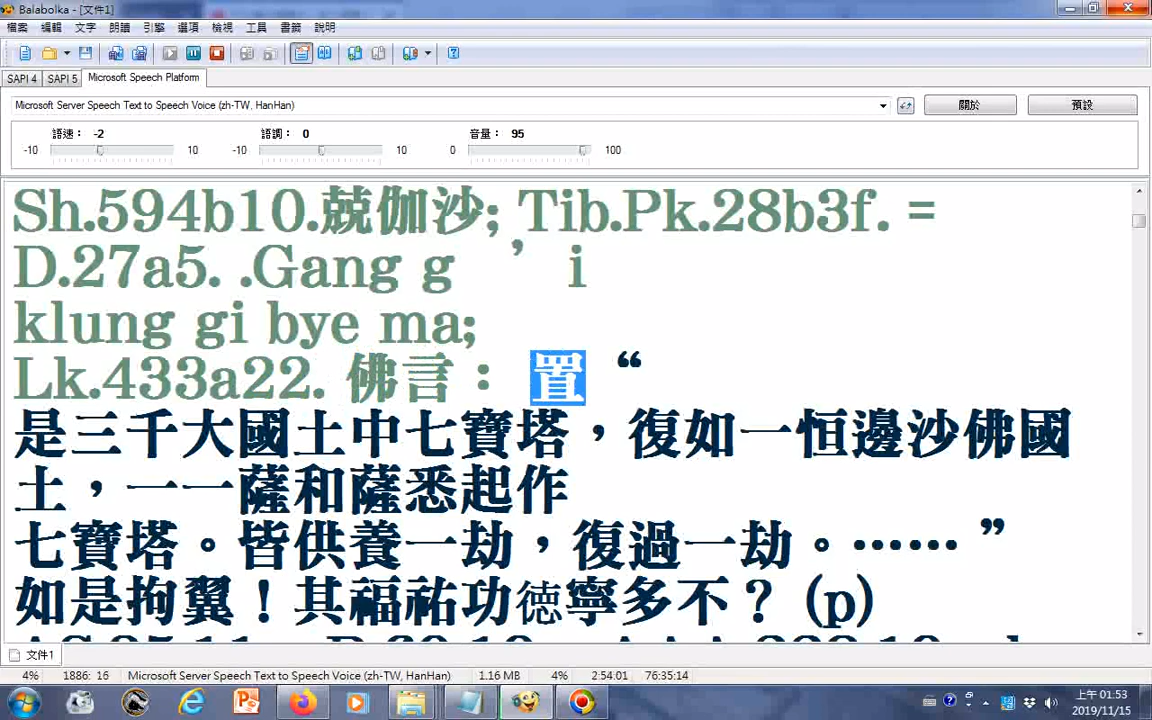 Balabolka - [文件1]
檔案 編輯 文字 朗讀 引擎 選項 檢視 工具 書籤 說明
SAPI 4 SAPI 5 Microsoft Speech Platform
Microsoft Server Speech Text to Speech Voice (zh-TW, HanHan) 關於 預設
語速： -2 語調： 0 音量： 95
-10 10 -10 10 0 100
Sh.594b10.兢伽沙; Tib.Pk.28b3f. =
D.27a5. .Gang g ’ i
klung gi bye ma;
Lk.433a22. 佛言： 置 “
是三千大國土中七寶塔，復如一恒邊沙佛國
土，一一薩和薩悉起作
七寶塔。皆供養一劫，復過一劫。…… ”
如是拘翼！其福祐功德寧多不？ (p)
文件1
4% 1886: 16 Microsoft Server Speech Text to Speech Voice (zh-TW, HanHan) 1.16 MB 4% 2:54:01 76:35:14
上午 01:53
2019/11/15